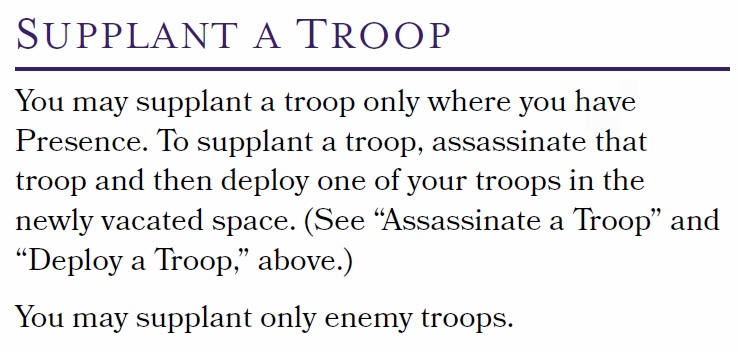 SUPPLANT A TROOP
You may supplant a troop only where you have
Presence. To supplant a troop, assassinate that
troop and then deploy one of your troops in the
newly vacated space. (See “Assassinate a Troop” and
“Deploy a Troop,” above.)
You may supplant only enemy troops.